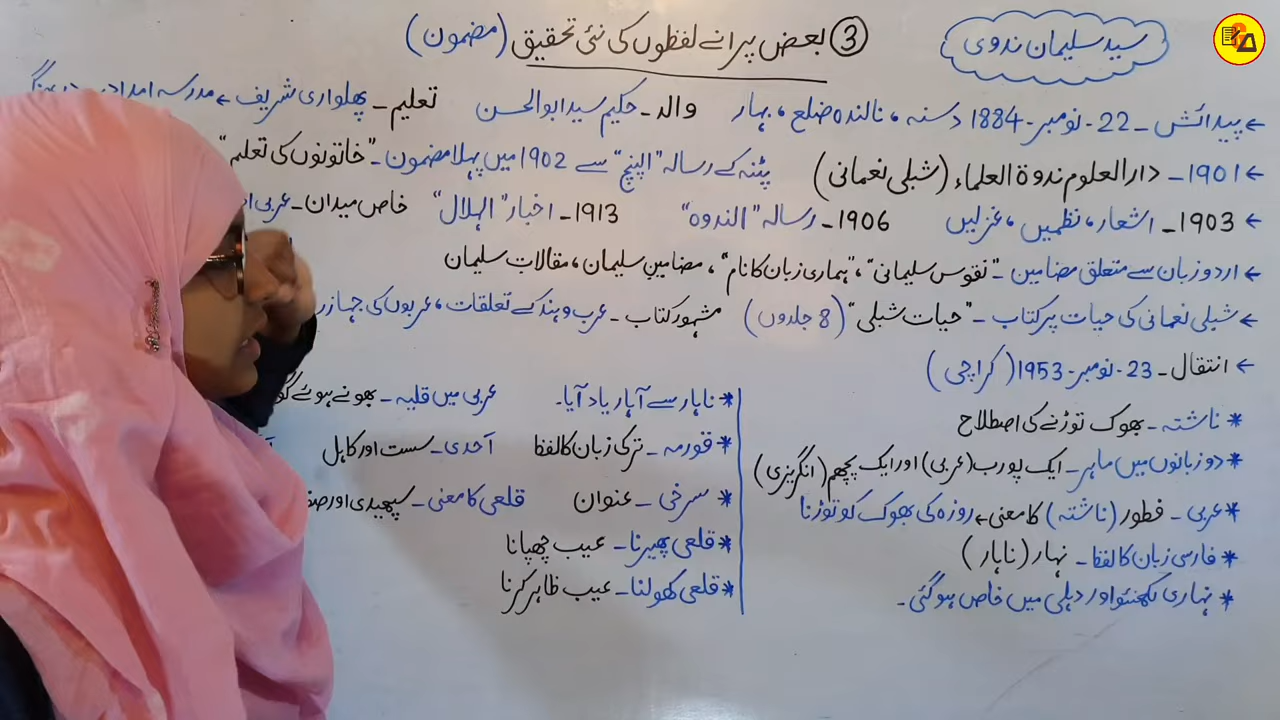 سید سلیمان ندوی
③ بعض پرانے لفظوں کی نئی تحقیق (مضمون)
← پیدائش – 22 - نومبر - 1884 دسنہ، نالندہ ضلع، بہار والد – حکیم سید ابوالحسن تعلیم – پھلواری شریف ← مدرسہ
← 1901 – دارالعلوم ندوۃ العلماء (شبلی نعمانی) پٹنہ کے رسالہ "الپنچ" سے 1902 میں پہلا مضمون – "خاتونوں کی تعلیم"
← 1903 – اشعار، نظمیں، غزلیں 1906 – رسالہ "الندوہ" 1913 – اخبار "الہلال" خاص میدان – عربی
← اردو زبان سے متعلق مضامین – "نقوس سلیمانی"، "ہماری زبان کا نام"، مضامین سلیمان، مقالات سلیمان
← شبلی نعمانی کی حیات پر کتاب – "حیات شبلی" (8 جلدوں) مشہور کتاب – عرب و ہند کے تعلقات، عربوں کی
← انتقال – 23 - نومبر - 1953 (کراچی)
* ناشتہ – بھوک توڑنے کی اصطلاح
* دو زبانوں میں ماہر – ایک پورب (عربی) اور ایک پچھم (انگریزی)
* عربی – فطور (ناشتہ) کا معنی ← روزہ کی بھوک کو توڑنا
* فارسی زبان کا لفظ – نہار (ناہار)
* نہاری لکھنئو اور دہلی میں خاص ہوگئی۔
* ناہار سے آہار یاد آیا۔ عربی میں قلیہ – بھونے ہوئے
* قورمہ – ترکی زبان کا لفظ آحدی – سست اور کاہل
* سرخی – عنوان قلعی کا معنی – سپھیدی اور
* قلعی پھیرنا – عیب چھپانا
* قلعی کھولنا – عیب ظاہر کرنا